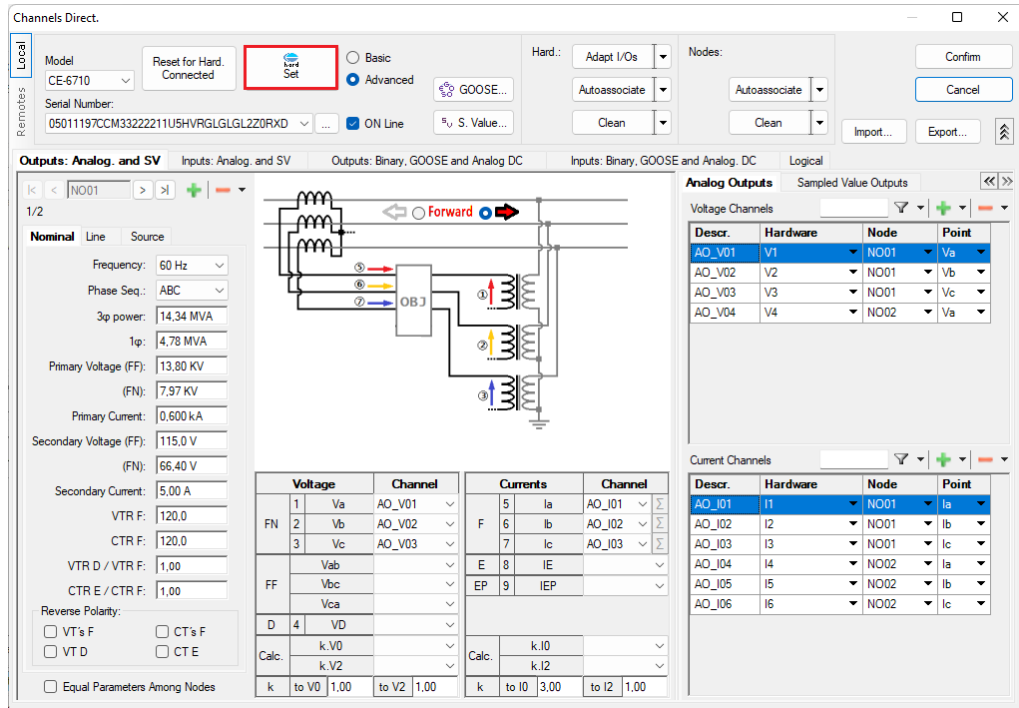 Channels Direct.
Local
Remotes
Model
CE-6710
Serial Number:
05011197CCM33222211U5HVRGLGLGL2Z0RXD
...
Reset for Hard. Connected
hard
Set
Basic
Advanced
ON Line
GOOSE...
S. Value...
Hard.:
Adapt I/Os
Autoassociate
Clean
Nodes:
Autoassociate
Clean
Confirm
Cancel
Import...
Export...
Outputs: Analog. and SV
Inputs: Analog. and SV
Outputs: Binary, GOOSE and Analog DC
Inputs: Binary, GOOSE and Analog. DC
Logical
NO01
1/2
Nominal Line Source
Frequency: 60 Hz
Phase Seq.: ABC
3φ power: 14,34 MVA
1φ: 4,78 MVA
Primary Voltage (FF): 13,80 KV
(FN): 7,97 KV
Primary Current: 0,600 kA
Secondary Voltage (FF): 115,0 V
(FN): 66,40 V
Secondary Current: 5,00 A
VTR F: 120,0
CTR F: 120,0
VTR D / VTR F: 1,00
CTR E / CTR F: 1,00
Reverse Polarity:
VT's F CT's F
VT D CT E
Equal Parameters Among Nodes
Forward
⑤
⑥
⑦
OBJ
①
②
③
Voltage Channel
FN 1 Va AO_V01
2 Vb AO_V02
3 Vc AO_V03
FF Vab
Vbc
Vca
D 4 VD
Calc. k.V0
k.V2
k to V0 1,00 to V2 1,00
Currents Channel
F 5 Ia AO_I01 Σ
6 Ib AO_I02 Σ
7 Ic AO_I03 Σ
E 8 IE
EP 9 IEP
Calc. k.I0
k.I2
k to I0 3,00 to I2 1,00
Analog Outputs Sampled Value Outputs
Voltage Channels
Descr. Hardware Node Point
AO_V01 V1 NO01 Va
AO_V02 V2 NO01 Vb
AO_V03 V3 NO01 Vc
AO_V04 V4 NO02 Va
Current Channels
Descr. Hardware Node Point
AO_I01 I1 NO01 Ia
AO_I02 I2 NO01 Ib
AO_I03 I3 NO01 Ic
AO_I04 I4 NO02 Ia
AO_I05 I5 NO02 Ib
AO_I06 I6 NO02 Ic